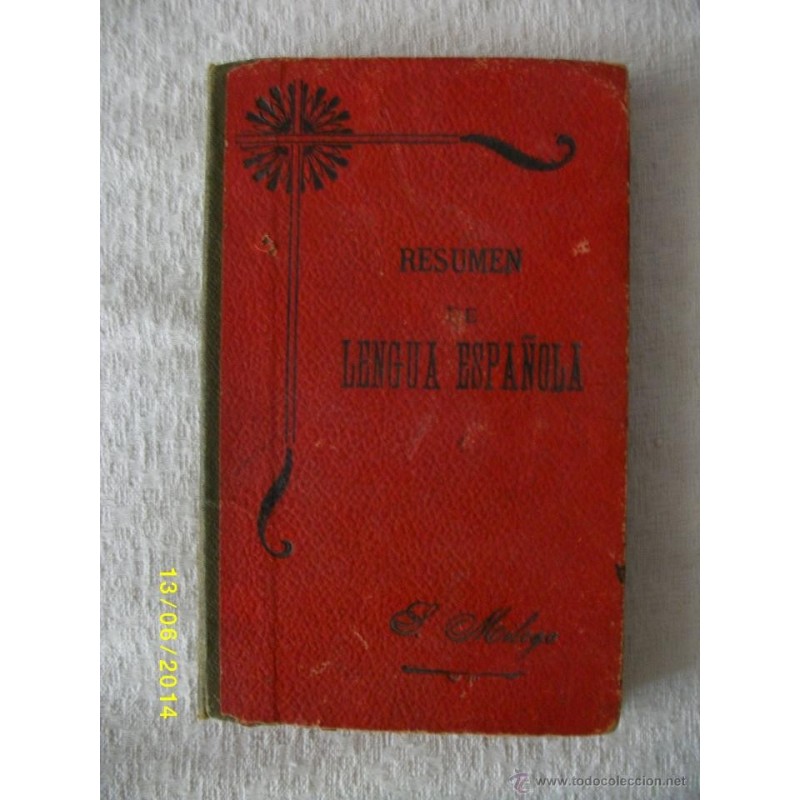 RESUMEN
DE
LENGUA ESPAÑOLA
13/06/2014
© www.todocoleccion.net